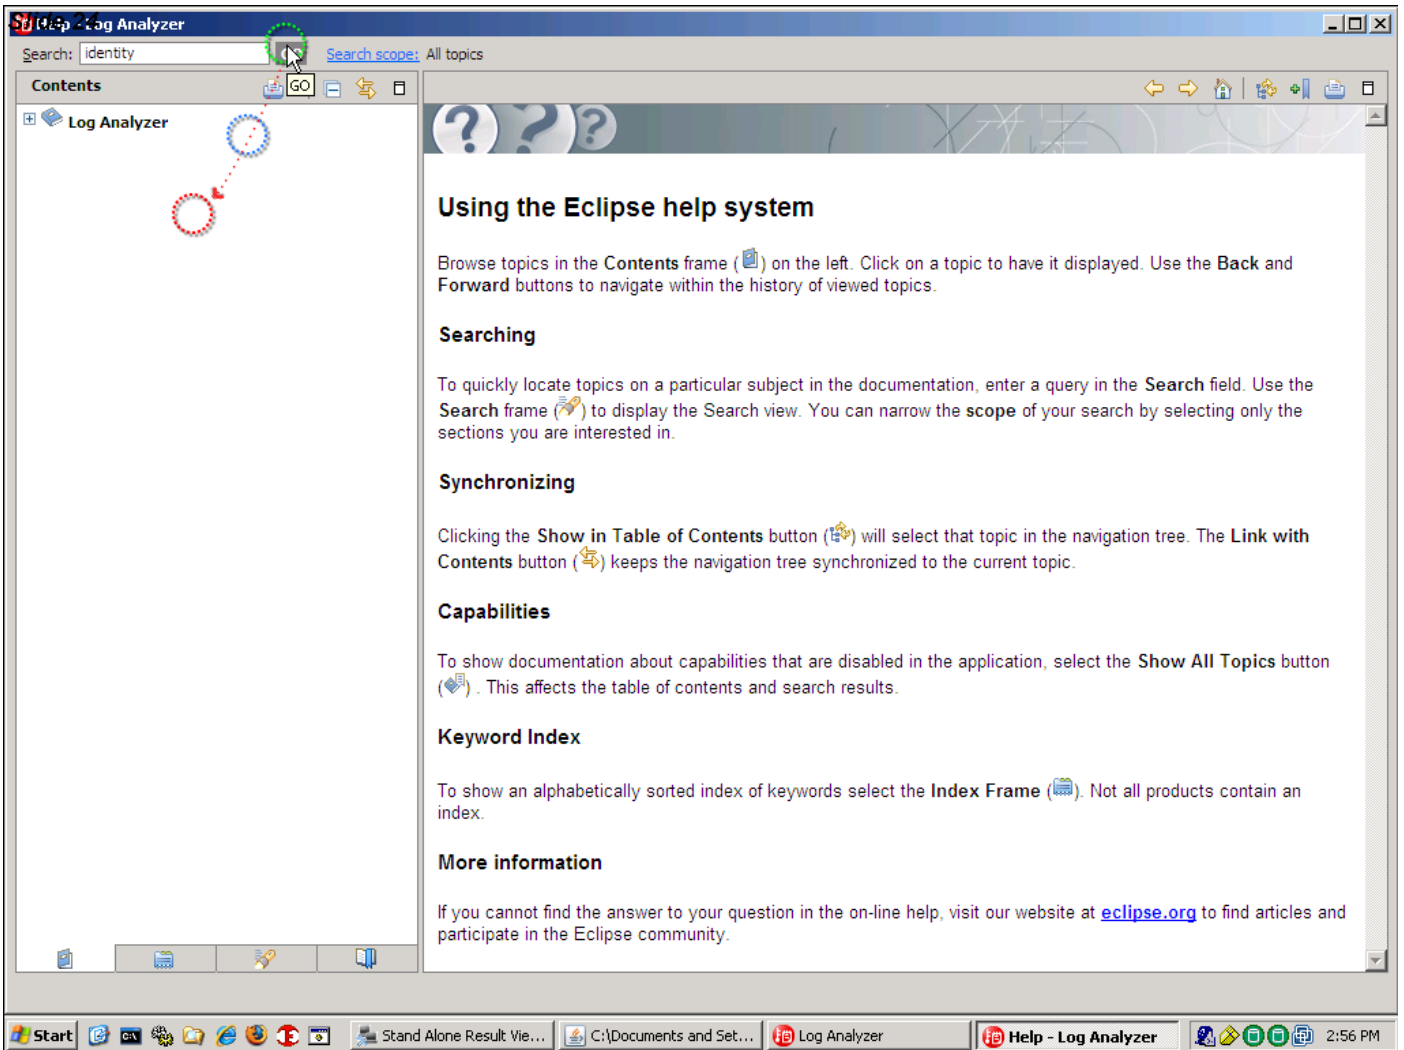 Slide 24
Help - Log Analyzer
Search: identity
Search scope: All topics
GO
Contents
Log Analyzer
Using the Eclipse help system
Browse topics in the Contents frame ( ) on the left. Click on a topic to have it displayed. Use the Back and
Forward buttons to navigate within the history of viewed topics.
Searching
To quickly locate topics on a particular subject in the documentation, enter a query in the Search field. Use the
Search frame ( ) to display the Search view. You can narrow the scope of your search by selecting only the
sections you are interested in.
Synchronizing
Clicking the Show in Table of Contents button ( ) will select that topic in the navigation tree. The Link with
Contents button ( ) keeps the navigation tree synchronized to the current topic.
Capabilities
To show documentation about capabilities that are disabled in the application, select the Show All Topics button
( ) . This affects the table of contents and search results.
Keyword Index
To show an alphabetically sorted index of keywords select the Index Frame ( ). Not all products contain an
index.
More information
If you cannot find the answer to your question in the on-line help, visit our website at eclipse.org to find articles and
participate in the Eclipse community.
Start
Stand Alone Result Vie...
C:\Documents and Set...
Log Analyzer
Help - Log Analyzer
2:56 PM